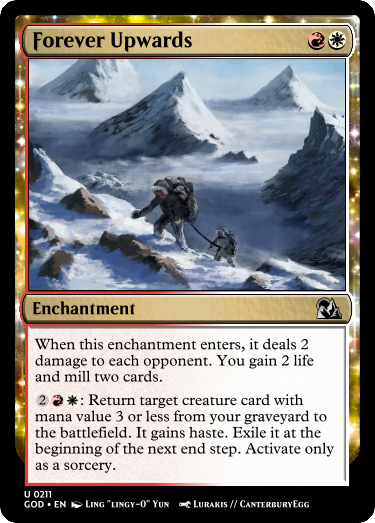 Forever Upwards
Enchantment
When this enchantment enters, it deals 2
damage to each opponent. You gain 2 life
and mill two cards.
2: Return target creature card with
mana value 3 or less from your graveyard to
the battlefield. It gains haste. Exile it at the
beginning of the next end step. Activate only
as a sorcery.
U 0211
GOD • EN Ling "lingy-0" Yun Lurakis // CanterburyEgg